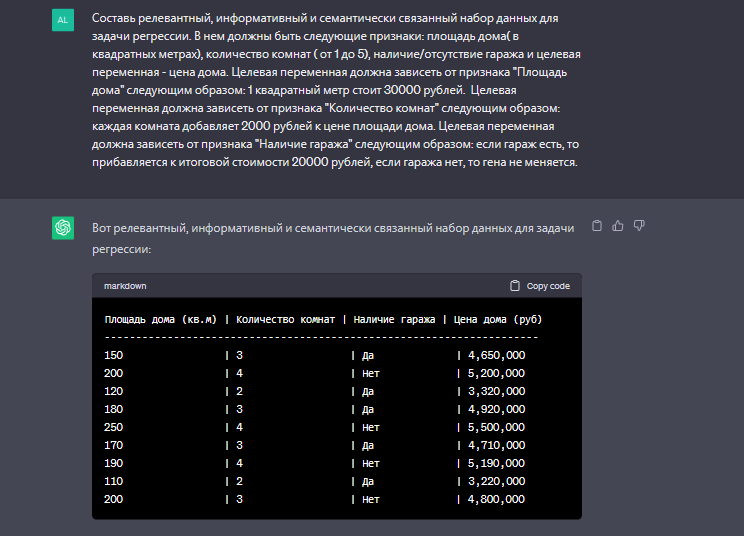 AL
Составь релевантный, информативный и семантически связанный набор данных для
задачи регрессии. В нем должны быть следующие признаки: площадь дома( в
квадратных метрах), количество комнат ( от 1 до 5), наличие/отсутствие гаража и целевая
переменная - цена дома. Целевая переменная должна зависеть от признака "Площадь
дома" следующим образом: 1 квадратный метр стоит 30000 рублей.  Целевая
переменная должна зависеть от признака "Количество комнат" следующим образом:
каждая комната добавляет 2000 рублей к цене площади дома. Целевая переменная
должна зависеть от признака "Наличие гаража" следующим образом: если гараж есть, то
прибавляется к итоговой стоимости 20000 рублей, если гаража нет, то гена не меняется.
Вот релевантный, информативный и семантически связанный набор данных для задачи
регрессии:
markdown Copy code
Площадь дома (кв.м) | Количество комнат | Наличие гаража | Цена дома (руб)
----------------------------------------------------------------------
150 | 3 | Да | 4,650,000
200 | 4 | Нет | 5,200,000
120 | 2 | Да | 3,320,000
180 | 3 | Да | 4,920,000
250 | 4 | Нет | 5,500,000
170 | 3 | Да | 4,710,000
190 | 4 | Нет | 5,190,000
110 | 2 | Да | 3,220,000
200 | 3 | Нет | 4,800,000